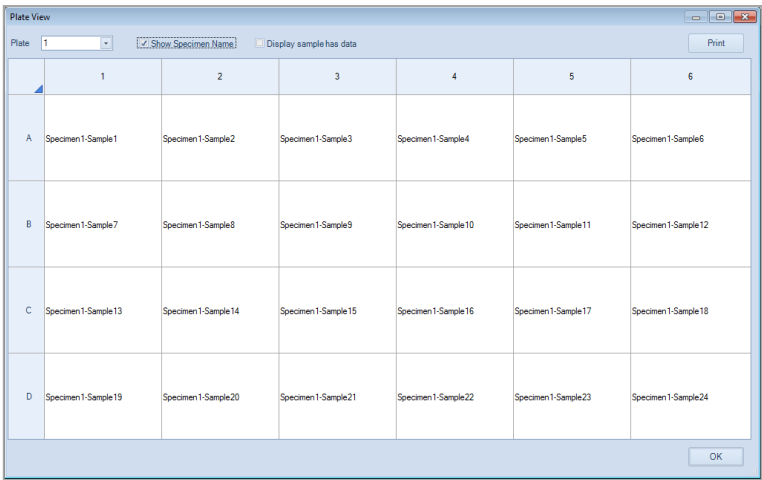 Plate View
Plate 1 Show Specimen Name Display sample has data Print
1 2 3 4 5 6
A Specimen1-Sample1 Specimen1-Sample2 Specimen1-Sample3 Specimen1-Sample4 Specimen1-Sample5 Specimen1-Sample6
B Specimen1-Sample7 Specimen1-Sample8 Specimen1-Sample9 Specimen1-Sample10 Specimen1-Sample11 Specimen1-Sample12
C Specimen1-Sample13 Specimen1-Sample14 Specimen1-Sample15 Specimen1-Sample16 Specimen1-Sample17 Specimen1-Sample18
D Specimen1-Sample19 Specimen1-Sample20 Specimen1-Sample21 Specimen1-Sample22 Specimen1-Sample23 Specimen1-Sample24
OK